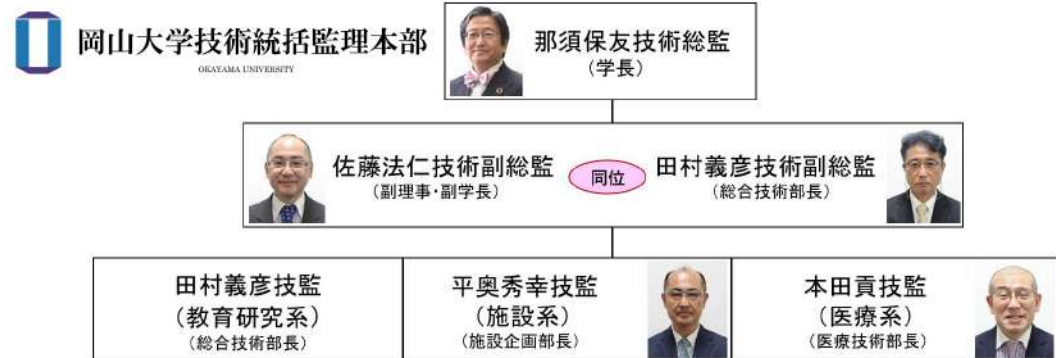 岡山大学技術統括監理本部
OKAYAMA UNIVERSITY
那須保友技術総監
（学長）
佐藤法仁技術副総監
（副理事・副学長）
同位
田村義彦技術副総監
（総合技術部長）
田村義彦技監
（教育研究系）
（総合技術部長）
平奥秀幸技監
（施設系）
（施設企画部長）
本田貢技監
（医療系）
（医療技術部長）